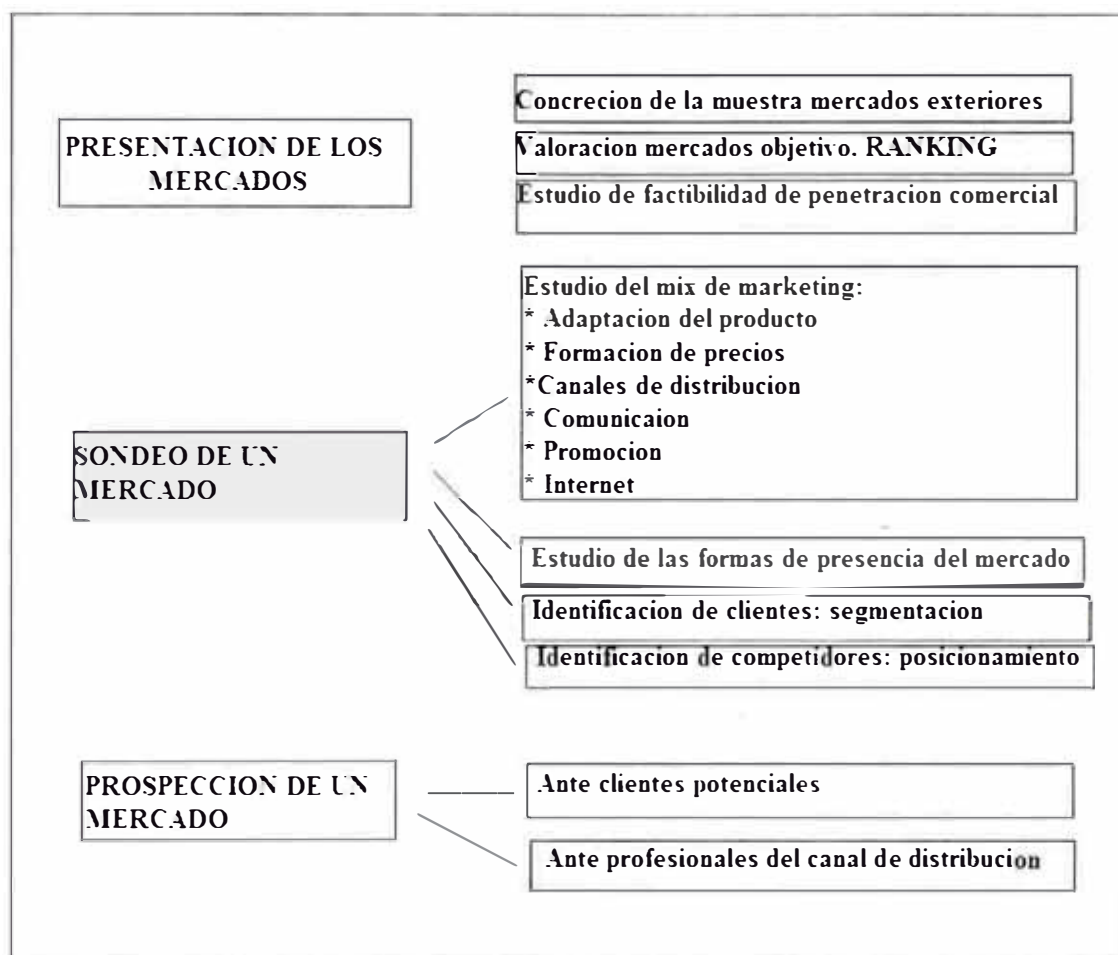 PRESENTACION DE LOS
MERCADOS
Concrecion de la muestra mercados exteriores
Valoracion mercados objetivo. RANKING
Estudio de factibilidad de penetracion comercial
SONDEO DE UN
MERCADO
Estudio del mix de marketing:
* Adaptacion del producto
* Formacion de precios
*Canales de distribucion
* Comunicaion
* Promocion
* Internet
Estudio de las formas de presencia del mercado
Identificacion de clientes: segmentacion
Identificacion de competidores: posicionamiento
PROSPECCION DE UN
MERCADO
Ante clientes potenciales
Ante profesionales del canal de distribucion